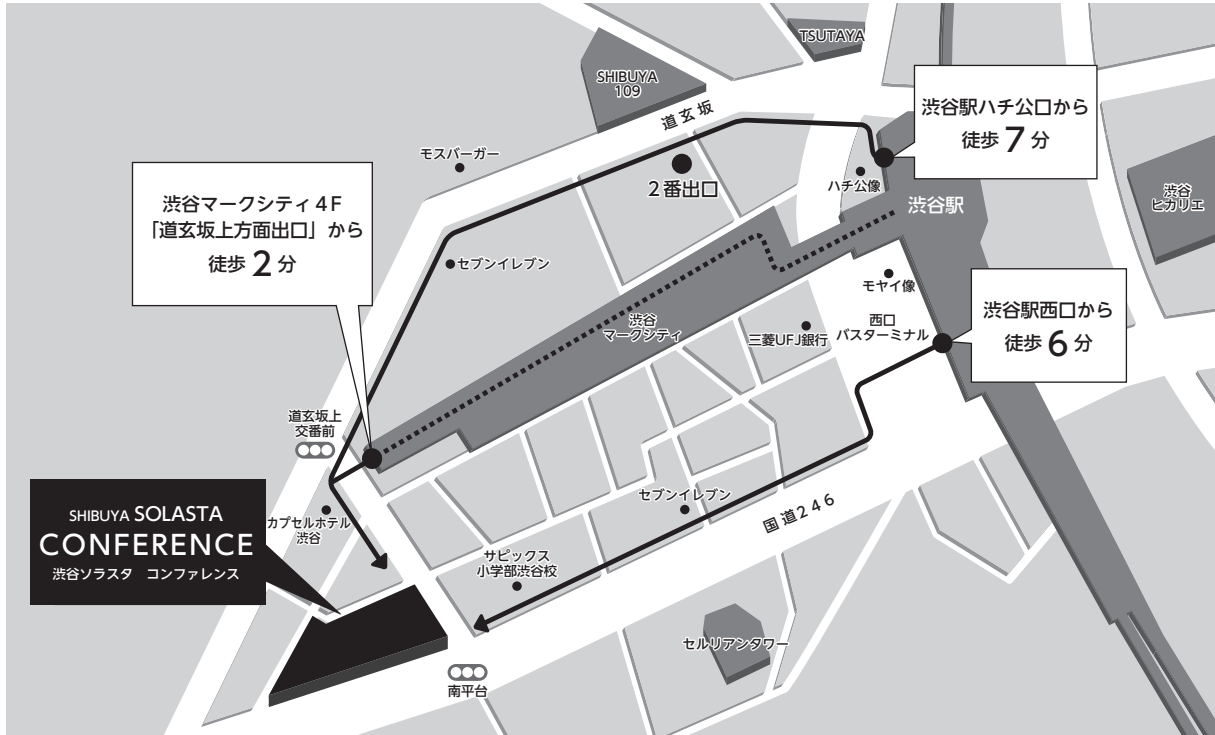 TSUTAYA
SHIBUYA
109
道玄坂
渋谷駅ハチ公口から
徒歩 7 分
モスバーガー
2番出口
ハチ公像
渋谷駅
渋谷
ヒカリエ
渋谷マークシティ 4F
「道玄坂上方面出口」から
徒歩 2 分
セブンイレブン
モヤイ像
渋谷
マークシティ
三菱UFJ銀行
西口
バスターミナル
渋谷駅西口から
徒歩 6 分
道玄坂上
交番前
SHIBUYA SOLASTA
CONFERENCE
渋谷ソラスタ コンファレンス
カプセルホテル
渋谷
セブンイレブン
国道246
サピックス
小学部渋谷校
セルリアンタワー
南平台